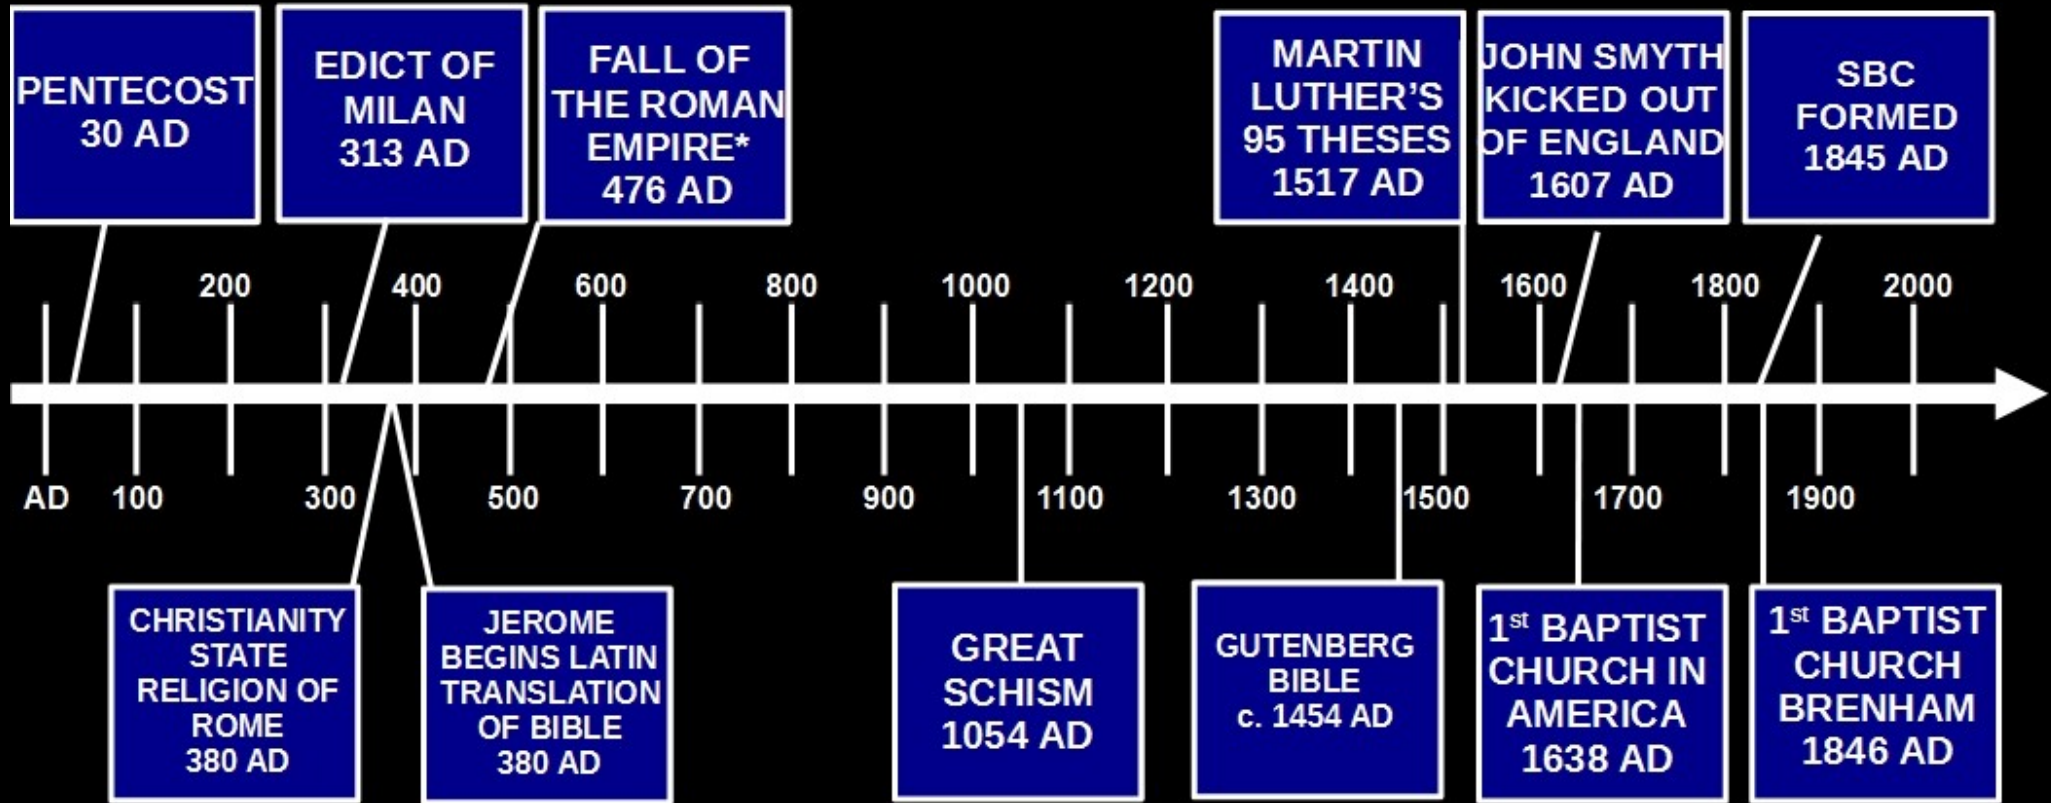 PENTECOST
30 AD
EDICT OF
MILAN
313 AD
FALL OF
THE ROMAN
EMPIRE*
476 AD
MARTIN
LUTHER’S
95 THESES
1517 AD
JOHN SMYTH
KICKED OUT
OF ENGLAND
1607 AD
SBC
FORMED
1845 AD
200 400 600 800 1000 1200 1400 1600 1800 2000
AD 100 300 500 700 900 1100 1300 1500 1700 1900
CHRISTIANITY
STATE
RELIGION OF
ROME
380 AD
JEROME
BEGINS LATIN
TRANSLATION
OF BIBLE
380 AD
GREAT
SCHISM
1054 AD
GUTENBERG
BIBLE
c. 1454 AD
1st BAPTIST
CHURCH IN
AMERICA
1638 AD
1st BAPTIST
CHURCH
BRENHAM
1846 AD